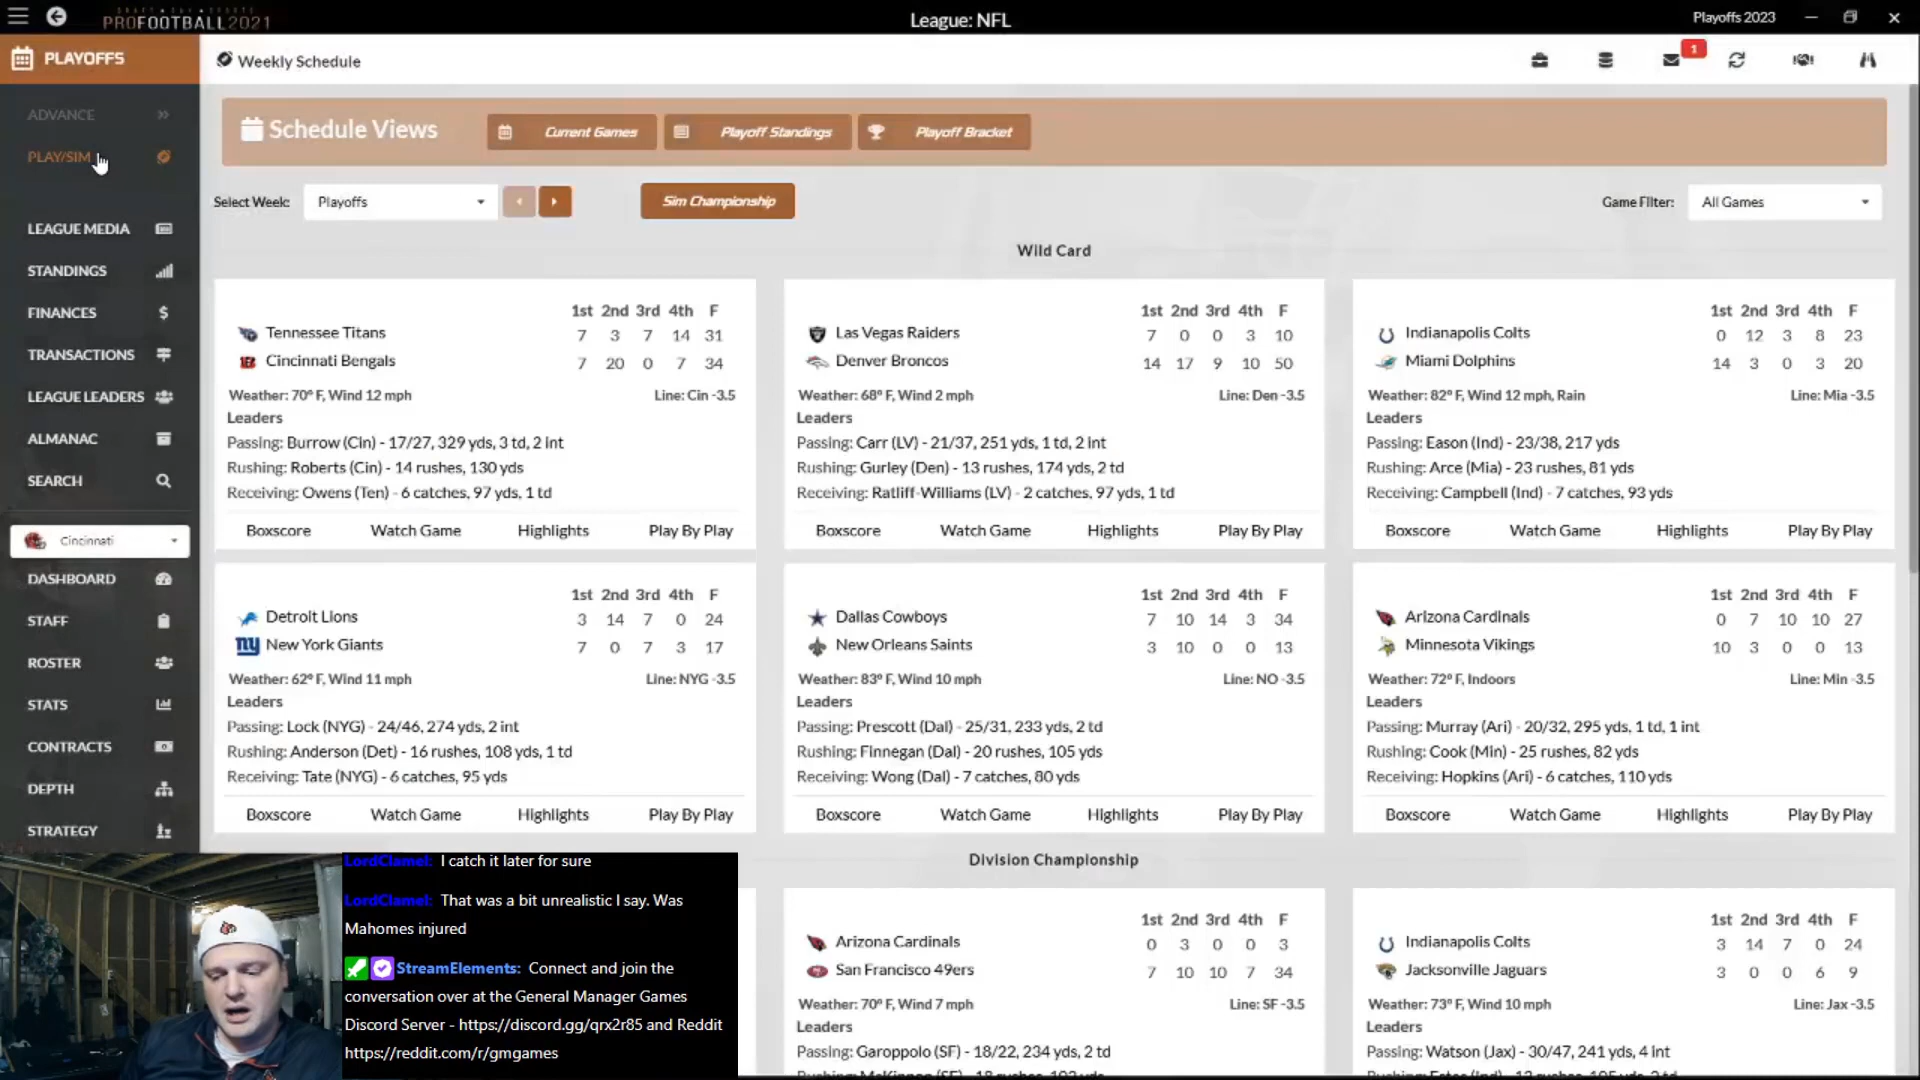 DRAFT DAY SPORTS
PROFOOTBALL2021
League: NFL
Playoffs 2023
PLAYOFFS
Weekly Schedule
1
ADVANCE
PLAY/SIM
LEAGUE MEDIA
STANDINGS
FINANCES
TRANSACTIONS
LEAGUE LEADERS
ALMANAC
SEARCH
Cincinnati
DASHBOARD
STAFF
ROSTER
STATS
CONTRACTS
DEPTH
STRATEGY
Schedule Views
Current Games
Playoff Standings
Playoff Bracket
Select Week: Playoffs
Sim Championship
Game Filter: All Games
Wild Card
1st 2nd 3rd 4th F
Tennessee Titans 7 3 7 14 31
Cincinnati Bengals 7 20 0 7 34
Weather: 70° F, Wind 12 mph Line: Cin -3.5
Leaders
Passing: Burrow (Cin) - 17/27, 329 yds, 3 td, 2 int
Rushing: Roberts (Cin) - 14 rushes, 130 yds
Receiving: Owens (Ten) - 6 catches, 97 yds, 1 td
Boxscore Watch Game Highlights Play By Play
1st 2nd 3rd 4th F
Las Vegas Raiders 7 0 0 3 10
Denver Broncos 14 17 9 10 50
Weather: 68° F, Wind 2 mph Line: Den -3.5
Leaders
Passing: Carr (LV) - 21/37, 251 yds, 1 td, 2 int
Rushing: Gurley (Den) - 13 rushes, 174 yds, 2 td
Receiving: Ratliff-Williams (LV) - 2 catches, 97 yds, 1 td
Boxscore Watch Game Highlights Play By Play
1st 2nd 3rd 4th F
Indianapolis Colts 0 12 3 8 23
Miami Dolphins 14 3 0 3 20
Weather: 82° F, Wind 12 mph, Rain Line: Mia -3.5
Leaders
Passing: Eason (Ind) - 23/38, 217 yds
Rushing: Arce (Mia) - 23 rushes, 81 yds
Receiving: Campbell (Ind) - 7 catches, 93 yds
Boxscore Watch Game Highlights Play By Play
1st 2nd 3rd 4th F
Detroit Lions 3 14 7 0 24
ny New York Giants 7 0 7 3 17
Weather: 62° F, Wind 11 mph Line: NYG -3.5
Leaders
Passing: Lock (NYG) - 24/46, 274 yds, 2 int
Rushing: Anderson (Det) - 16 rushes, 108 yds, 1 td
Receiving: Tate (NYG) - 6 catches, 95 yds
Boxscore Watch Game Highlights Play By Play
1st 2nd 3rd 4th F
Dallas Cowboys 7 10 14 3 34
New Orleans Saints 3 10 0 0 13
Weather: 83° F, Wind 10 mph Line: NO -3.5
Leaders
Passing: Prescott (Dal) - 25/31, 233 yds, 2 td
Rushing: Finnegan (Dal) - 20 rushes, 105 yds
Receiving: Wong (Dal) - 7 catches, 80 yds
Boxscore Watch Game Highlights Play By Play
1st 2nd 3rd 4th F
Arizona Cardinals 0 7 10 10 27
Minnesota Vikings 10 3 0 0 13
Weather: 72° F, Indoors Line: Min -3.5
Leaders
Passing: Murray (Ari) - 20/32, 295 yds, 1 td, 1 int
Rushing: Cook (Min) - 25 rushes, 82 yds
Receiving: Hopkins (Ari) - 6 catches, 110 yds
Boxscore Watch Game Highlights Play By Play
Division Championship
1st 2nd 3rd 4th F
Arizona Cardinals 0 3 0 0 3
San Francisco 49ers 7 10 10 7 34
Weather: 70° F, Wind 7 mph Line: SF -3.5
Leaders
Passing: Garoppolo (SF) - 18/22, 234 yds, 2 td
1st 2nd 3rd 4th F
Indianapolis Colts 3 14 7 0 24
Jacksonville Jaguars 3 0 0 6 9
Weather: 73° F, Wind 10 mph Line: Jax -3.5
Leaders
Passing: Watson (Jax) - 30/47, 241 yds, 4 int
LordClamel: I catch it later for sure
LordClamel: That was a bit unrealistic I say. Was
Mahomes injured
StreamElements: Connect and join the
conversation over at the General Manager Games
Discord Server - https://discord.gg/qrx2r85 and Reddit
https://reddit.com/r/gmgames